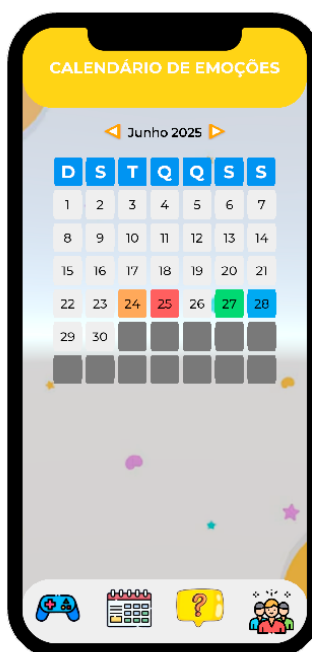 CALENDÁRIO DE EMOÇÕES
Junho 2025
D S T Q Q S S
1 2 3 4 5 6 7
8 9 10 11 12 13 14
15 16 17 18 19 20 21
22 23 24 25 26 27 28
29 30
?